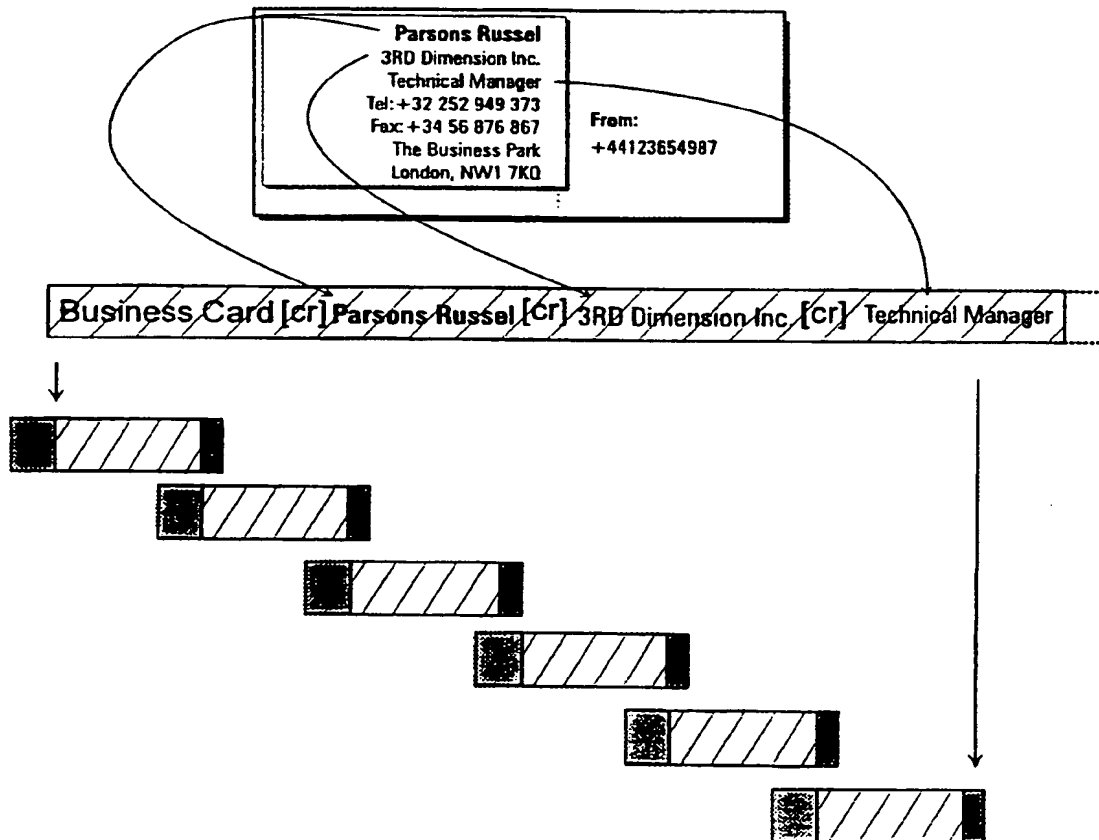 Parsons Russel
3RD Dimension Inc.
Technical Manager
Tel: +32 252 949 373
Fax: +34 56 876 867
The Business Park
London, NW1 7KQ
From:
+44123654987
Business Card [cr] Parsons Russel [cr] 3RD Dimension Inc. [cr] Technical Manager